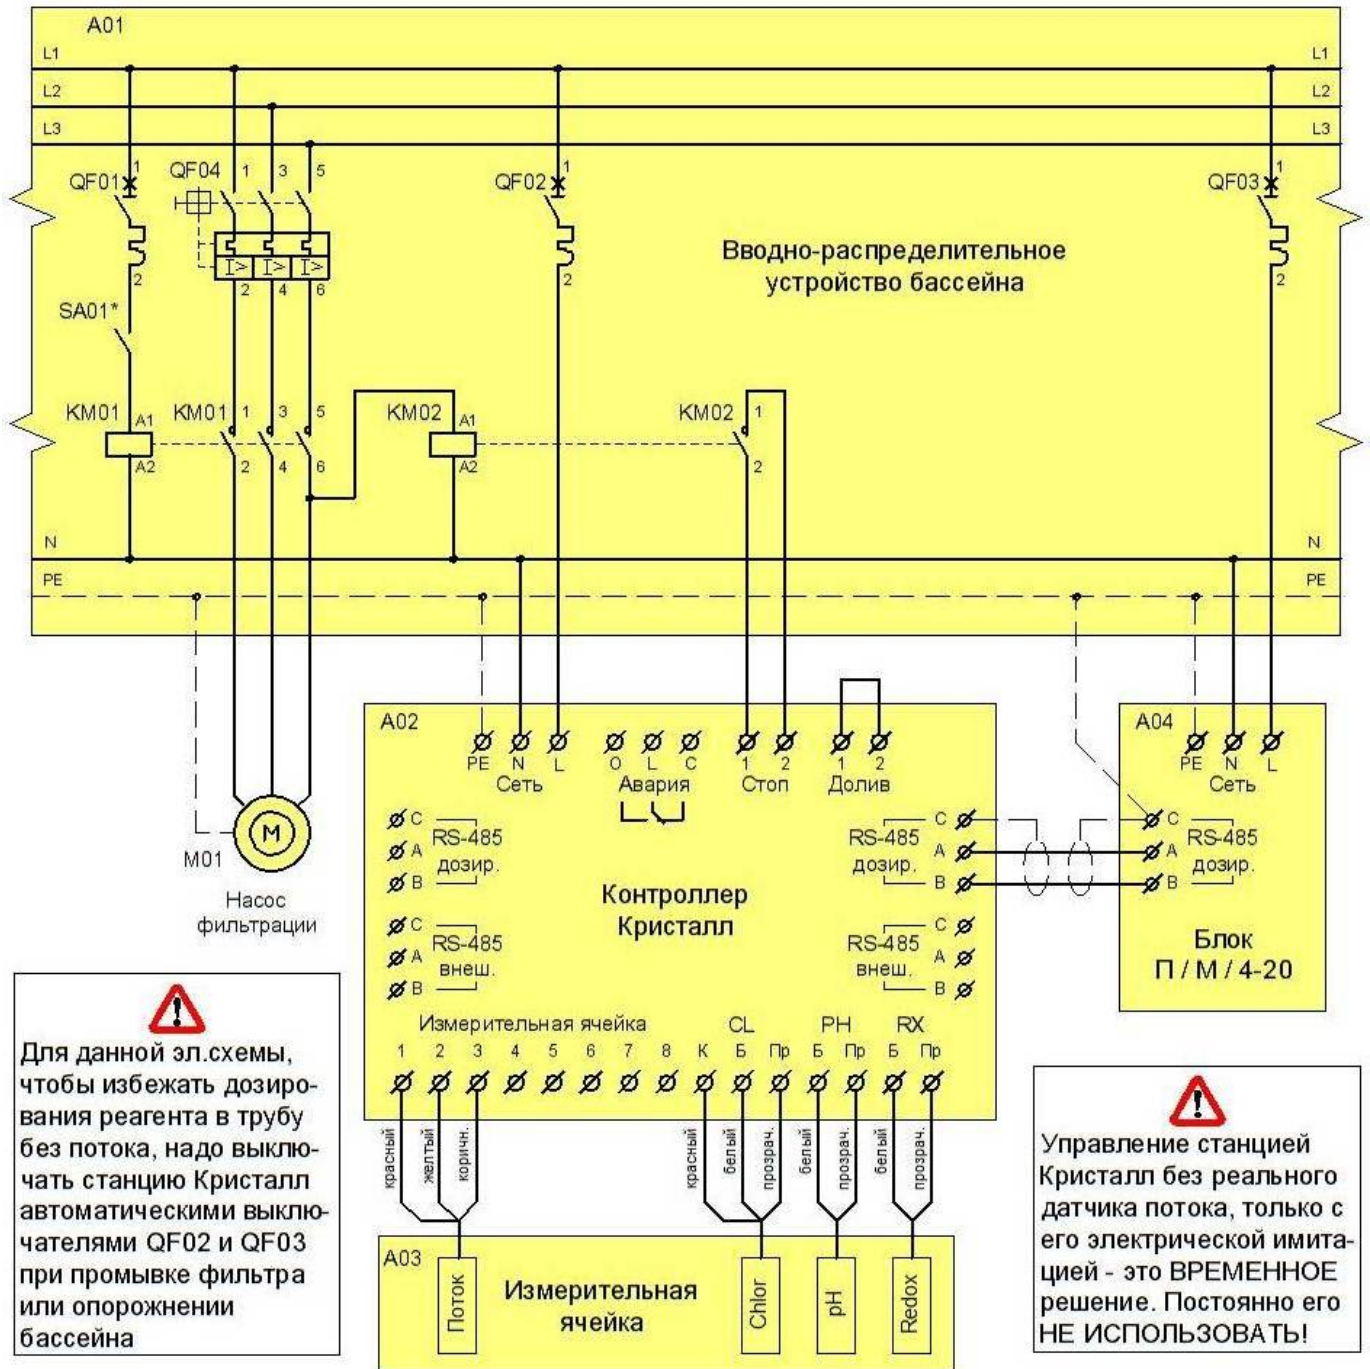 A01
L1 L1
L2 L2
L3 L3
QF01 1 QF04 1 3 5 QF02 1 QF03 1
Вводно-распределительное
устройство бассейна
I> I> I>
2 2 4 6 2 2
SA01*
KM01 A1 KM01 1 3 5 KM02 A1 KM02 1
A2 2 4 6 A2 2
N N
PE PE
A02 A04
PE N L O L C 1 2 1 2 PE N L
Сеть Авария Стоп Долив Сеть
C RS-485 RS-485 C C RS-485
A дозир. дозир. A A дозир.
B B B
M
M01
Насос
фильтрации
Контроллер
Кристалл
C RS-485 RS-485 C
A внеш. внеш. A
B B
Блок
П / М / 4-20
Измерительная ячейка CL PH RX
1 2 3 4 5 6 7 8 К Б Пр Б Пр Б Пр
красный желтый коричн. красный белый прозрач. белый прозрач. белый прозрач.
A03
Поток
Измерительная
ячейка
Chlor
pH
Redox
!
Для данной эл.схемы,
чтобы избежать дозиро-
вания реагента в трубу
без потока, надо выклю-
чать станцию Кристалл
автоматическими выклю-
чателями QF02 и QF03
при промывке фильтра
или опорожнении
бассейна
!
Управление станцией
Кристалл без реального
датчика потока, только с
его электрической имита-
цией - это ВРЕМЕННОЕ
решение. Постоянно его
НЕ ИСПОЛЬЗОВАТЬ!